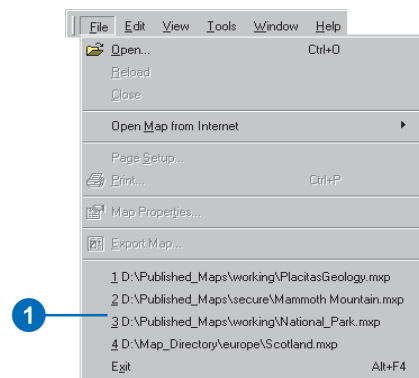 File Edit View Tools Window Help
Open... Ctrl+O
Reload
Close
Open Map from Internet
Page Setup...
Print... Ctrl+P
Map Properties...
Export Map...
1 D:\Published_Maps\working\PlacitasGeology.mxp
2 D:\Published_Maps\secure\Mammoth Mountain.mxp
1
3 D:\Published_Maps\working\National_Park.mxp
4 D:\Map_Directory\europe\Scotland.mxp
Exit Alt+F4